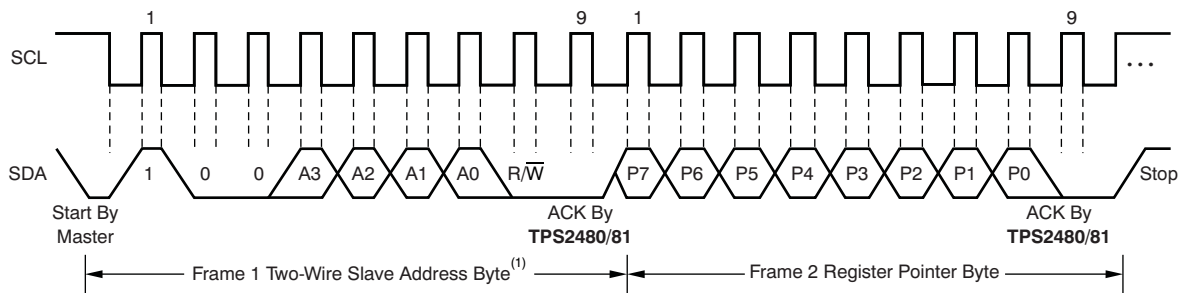 1 9 1 9
SCL
...
SDA 1 0 0 A3 A2 A1 A0 R/W̅ P7 P6 P5 P4 P3 P2 P1 P0 Stop
Start By
Master
ACK By
TPS2480/81
ACK By
TPS2480/81
Frame 1 Two-Wire Slave Address Byte(1)
Frame 2 Register Pointer Byte